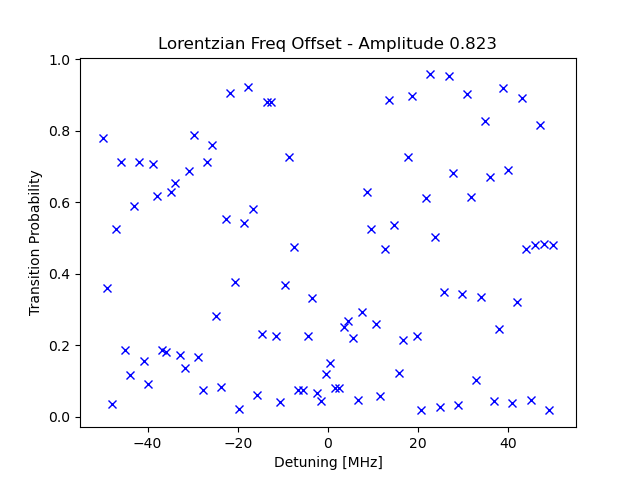 Lorentzian Freq Offset - Amplitude 0.823
1.0
0.8
0.6
0.4
0.2
0.0
Transition Probability
−40 −20 0 20 40
Detuning [MHz]